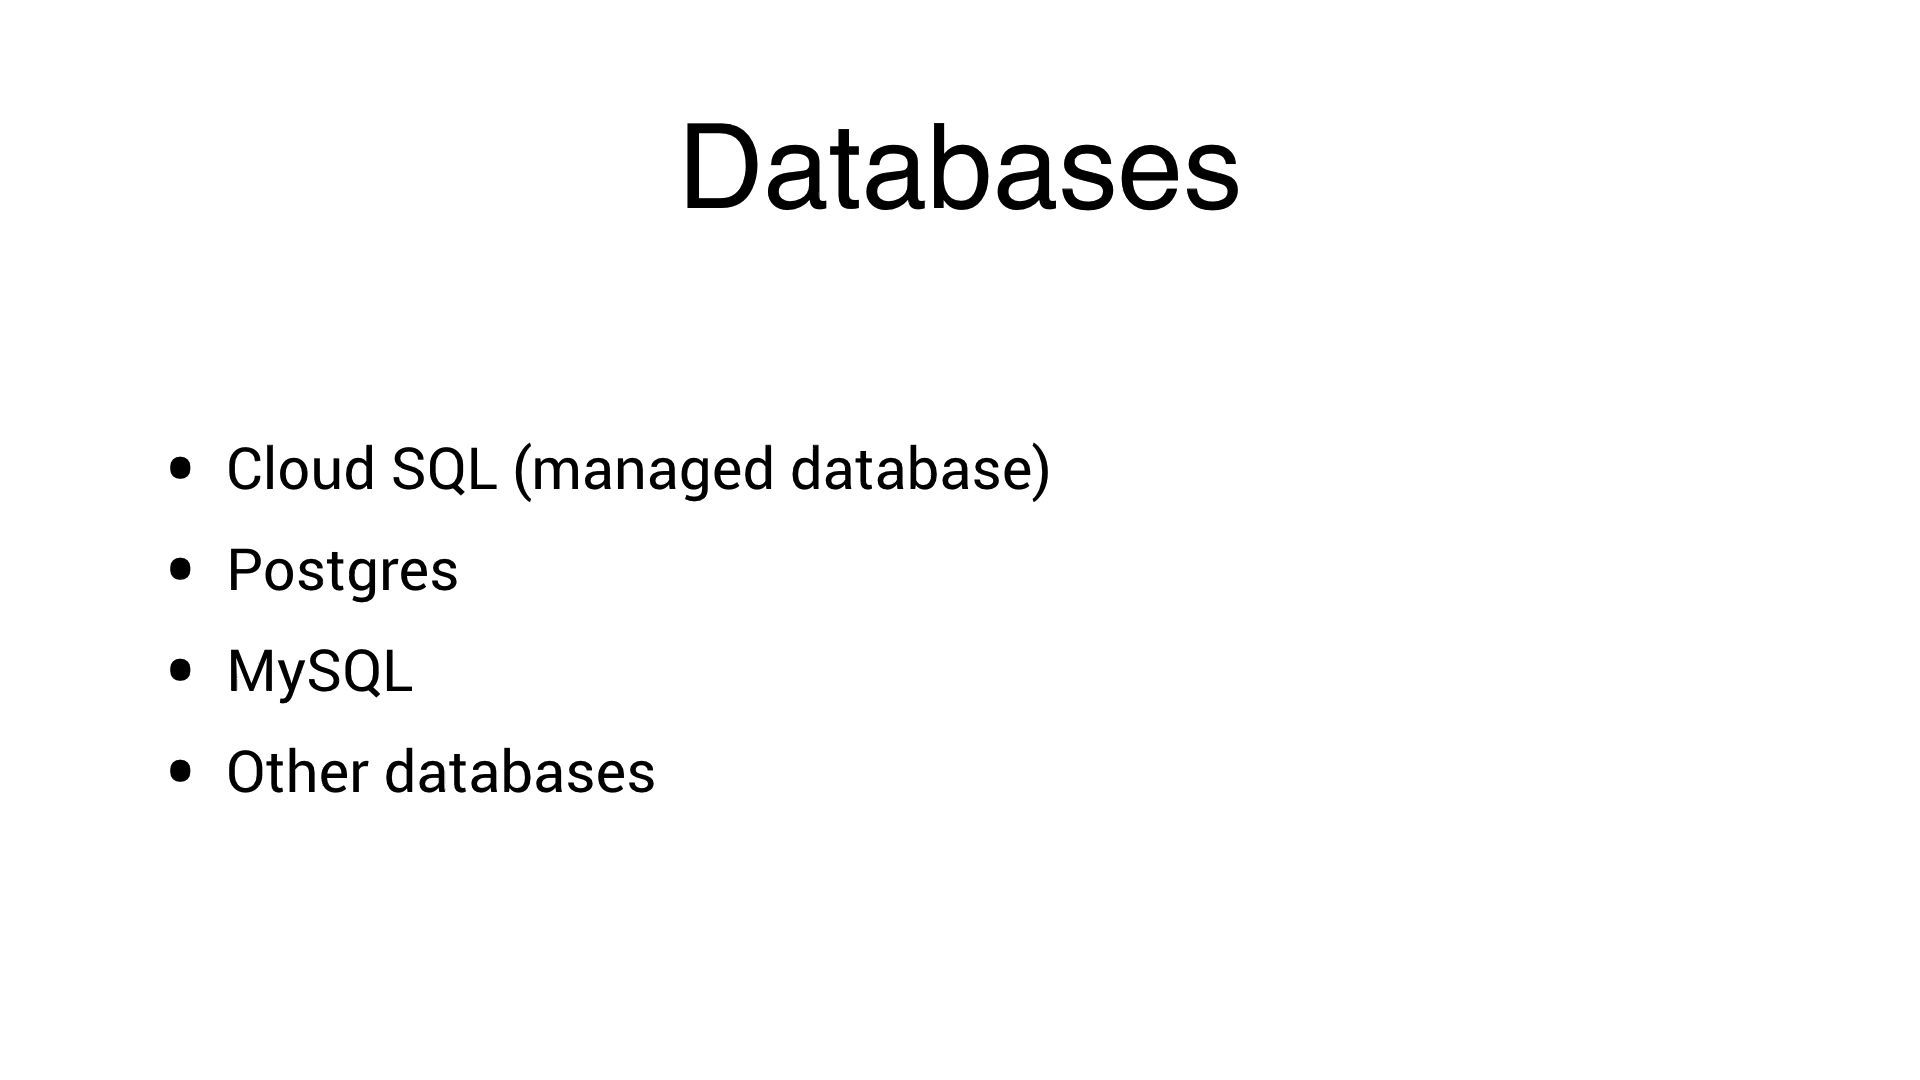 Databases
• Cloud SQL (managed database)
• Postgres
• MySQL
• Other databases